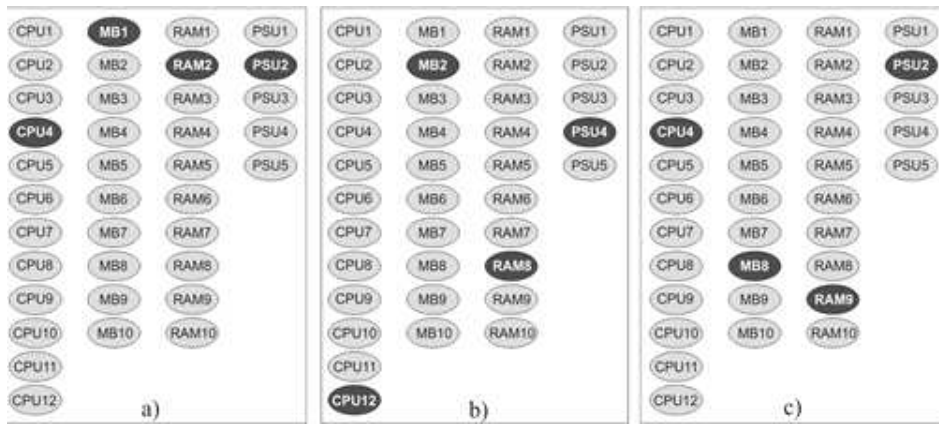 CPU1 MB1 RAM1 PSU1 CPU1 MB1 RAM1 PSU1 CPU1 MB1 RAM1 PSU1
CPU2 MB2 RAM2 PSU2 CPU2 MB2 RAM2 PSU2 CPU2 MB2 RAM2 PSU2
CPU3 MB3 RAM3 PSU3 CPU3 MB3 RAM3 PSU3 CPU3 MB3 RAM3 PSU3
CPU4 MB4 RAM4 PSU4 CPU4 MB4 RAM4 PSU4 CPU4 MB4 RAM4 PSU4
CPU5 MB5 RAM5 PSU5 CPU5 MB5 RAM5 PSU5 CPU5 MB5 RAM5 PSU5
CPU6 MB6 RAM6 CPU6 MB6 RAM6 CPU6 MB6 RAM6
CPU7 MB7 RAM7 CPU7 MB7 RAM7 CPU7 MB7 RAM7
CPU8 MB8 RAM8 CPU8 MB8 RAM8 CPU8 MB8 RAM8
CPU9 MB9 RAM9 CPU9 MB9 RAM9 CPU9 MB9 RAM9
CPU10 MB10 RAM10 CPU10 MB10 RAM10 CPU10 MB10 RAM10
CPU11 CPU11 CPU11
CPU12 a) CPU12 b) CPU12 c)